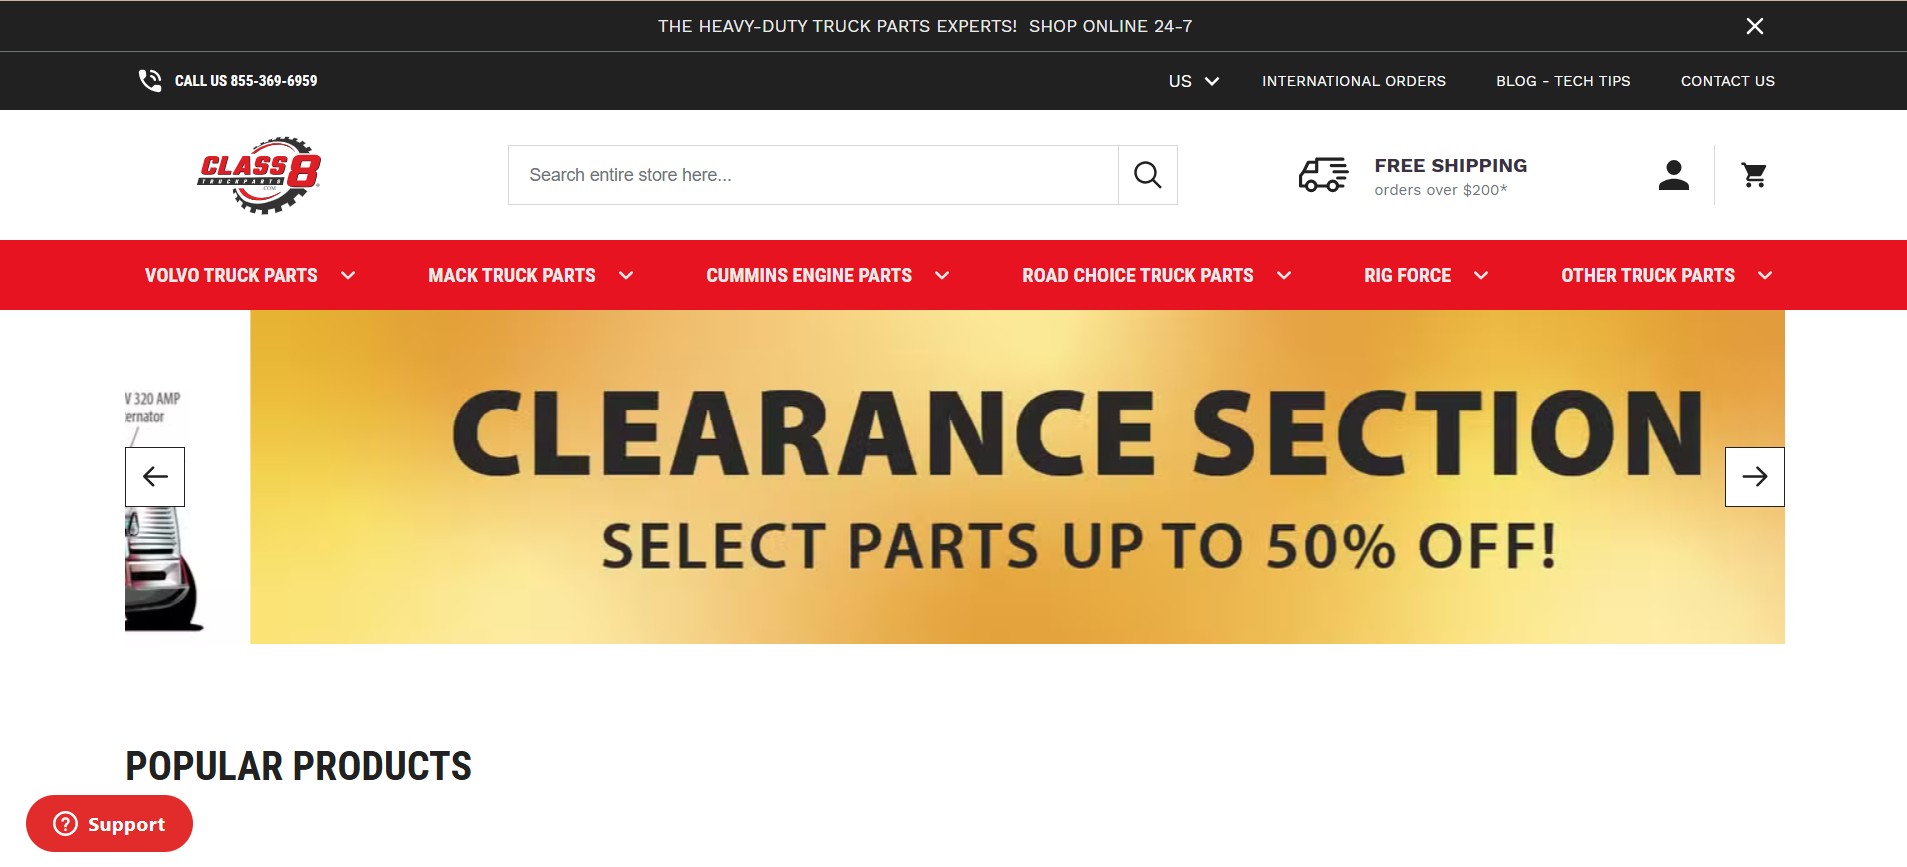 THE HEAVY-DUTY TRUCK PARTS EXPERTS! SHOP ONLINE 24-7
CALL US 855-369-6959
US
INTERNATIONAL ORDERS
BLOG - TECH TIPS
CONTACT US
CLASS 8
TRUCKPARTS
.COM
Search entire store here...
FREE SHIPPING
orders over $200*
VOLVO TRUCK PARTS
MACK TRUCK PARTS
CUMMINS ENGINE PARTS
ROAD CHOICE TRUCK PARTS
RIG FORCE
OTHER TRUCK PARTS
V 320 AMP
ernator
CLEARANCE SECTION
SELECT PARTS UP TO 50% OFF!
POPULAR PRODUCTS
Support